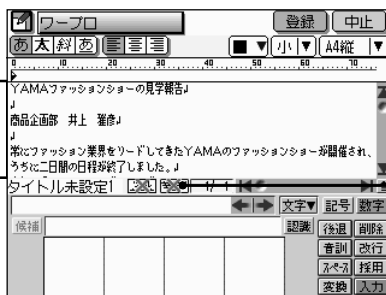 ワープロ 登録 中止
あ 太 斜 あ 小 A4縦
0 10 20 30 40 50 60 70
YAMAファッションショーの見学報告
商品企画部 井上 雅彦
常にファッション業界をリードしてきたYAMAのファッションショーが開催され、
うちに二日間の日程が終了しました。
タイトル未設定1 1/ 1
文字 記号 数字
候補 認識 後退 削除
音訓 改行
スペース 採用
変換 入力